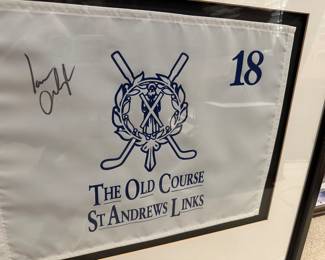 18
THE OLD COURSE
ST ANDREWS LINKS